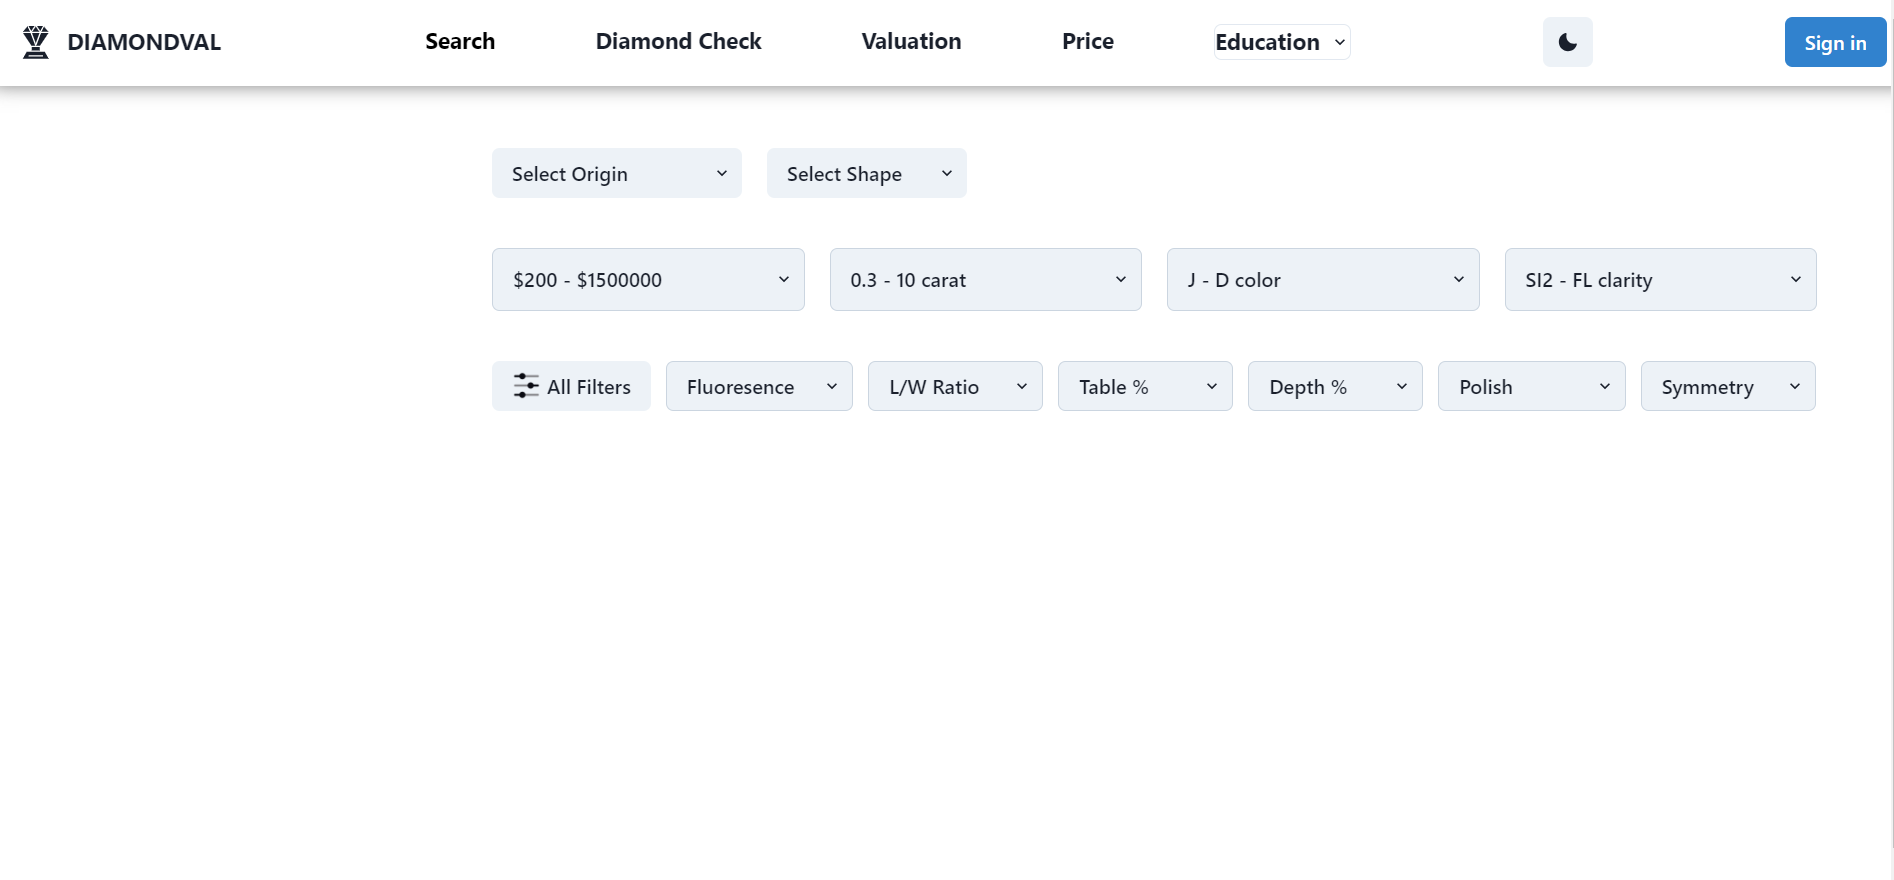 DIAMONDVAL Search Diamond Check Valuation Price Education Sign in
Select Origin Select Shape
$200 - $1500000 0.3 - 10 carat J - D color SI2 - FL clarity
All Filters Fluoresence L/W Ratio Table % Depth % Polish Symmetry